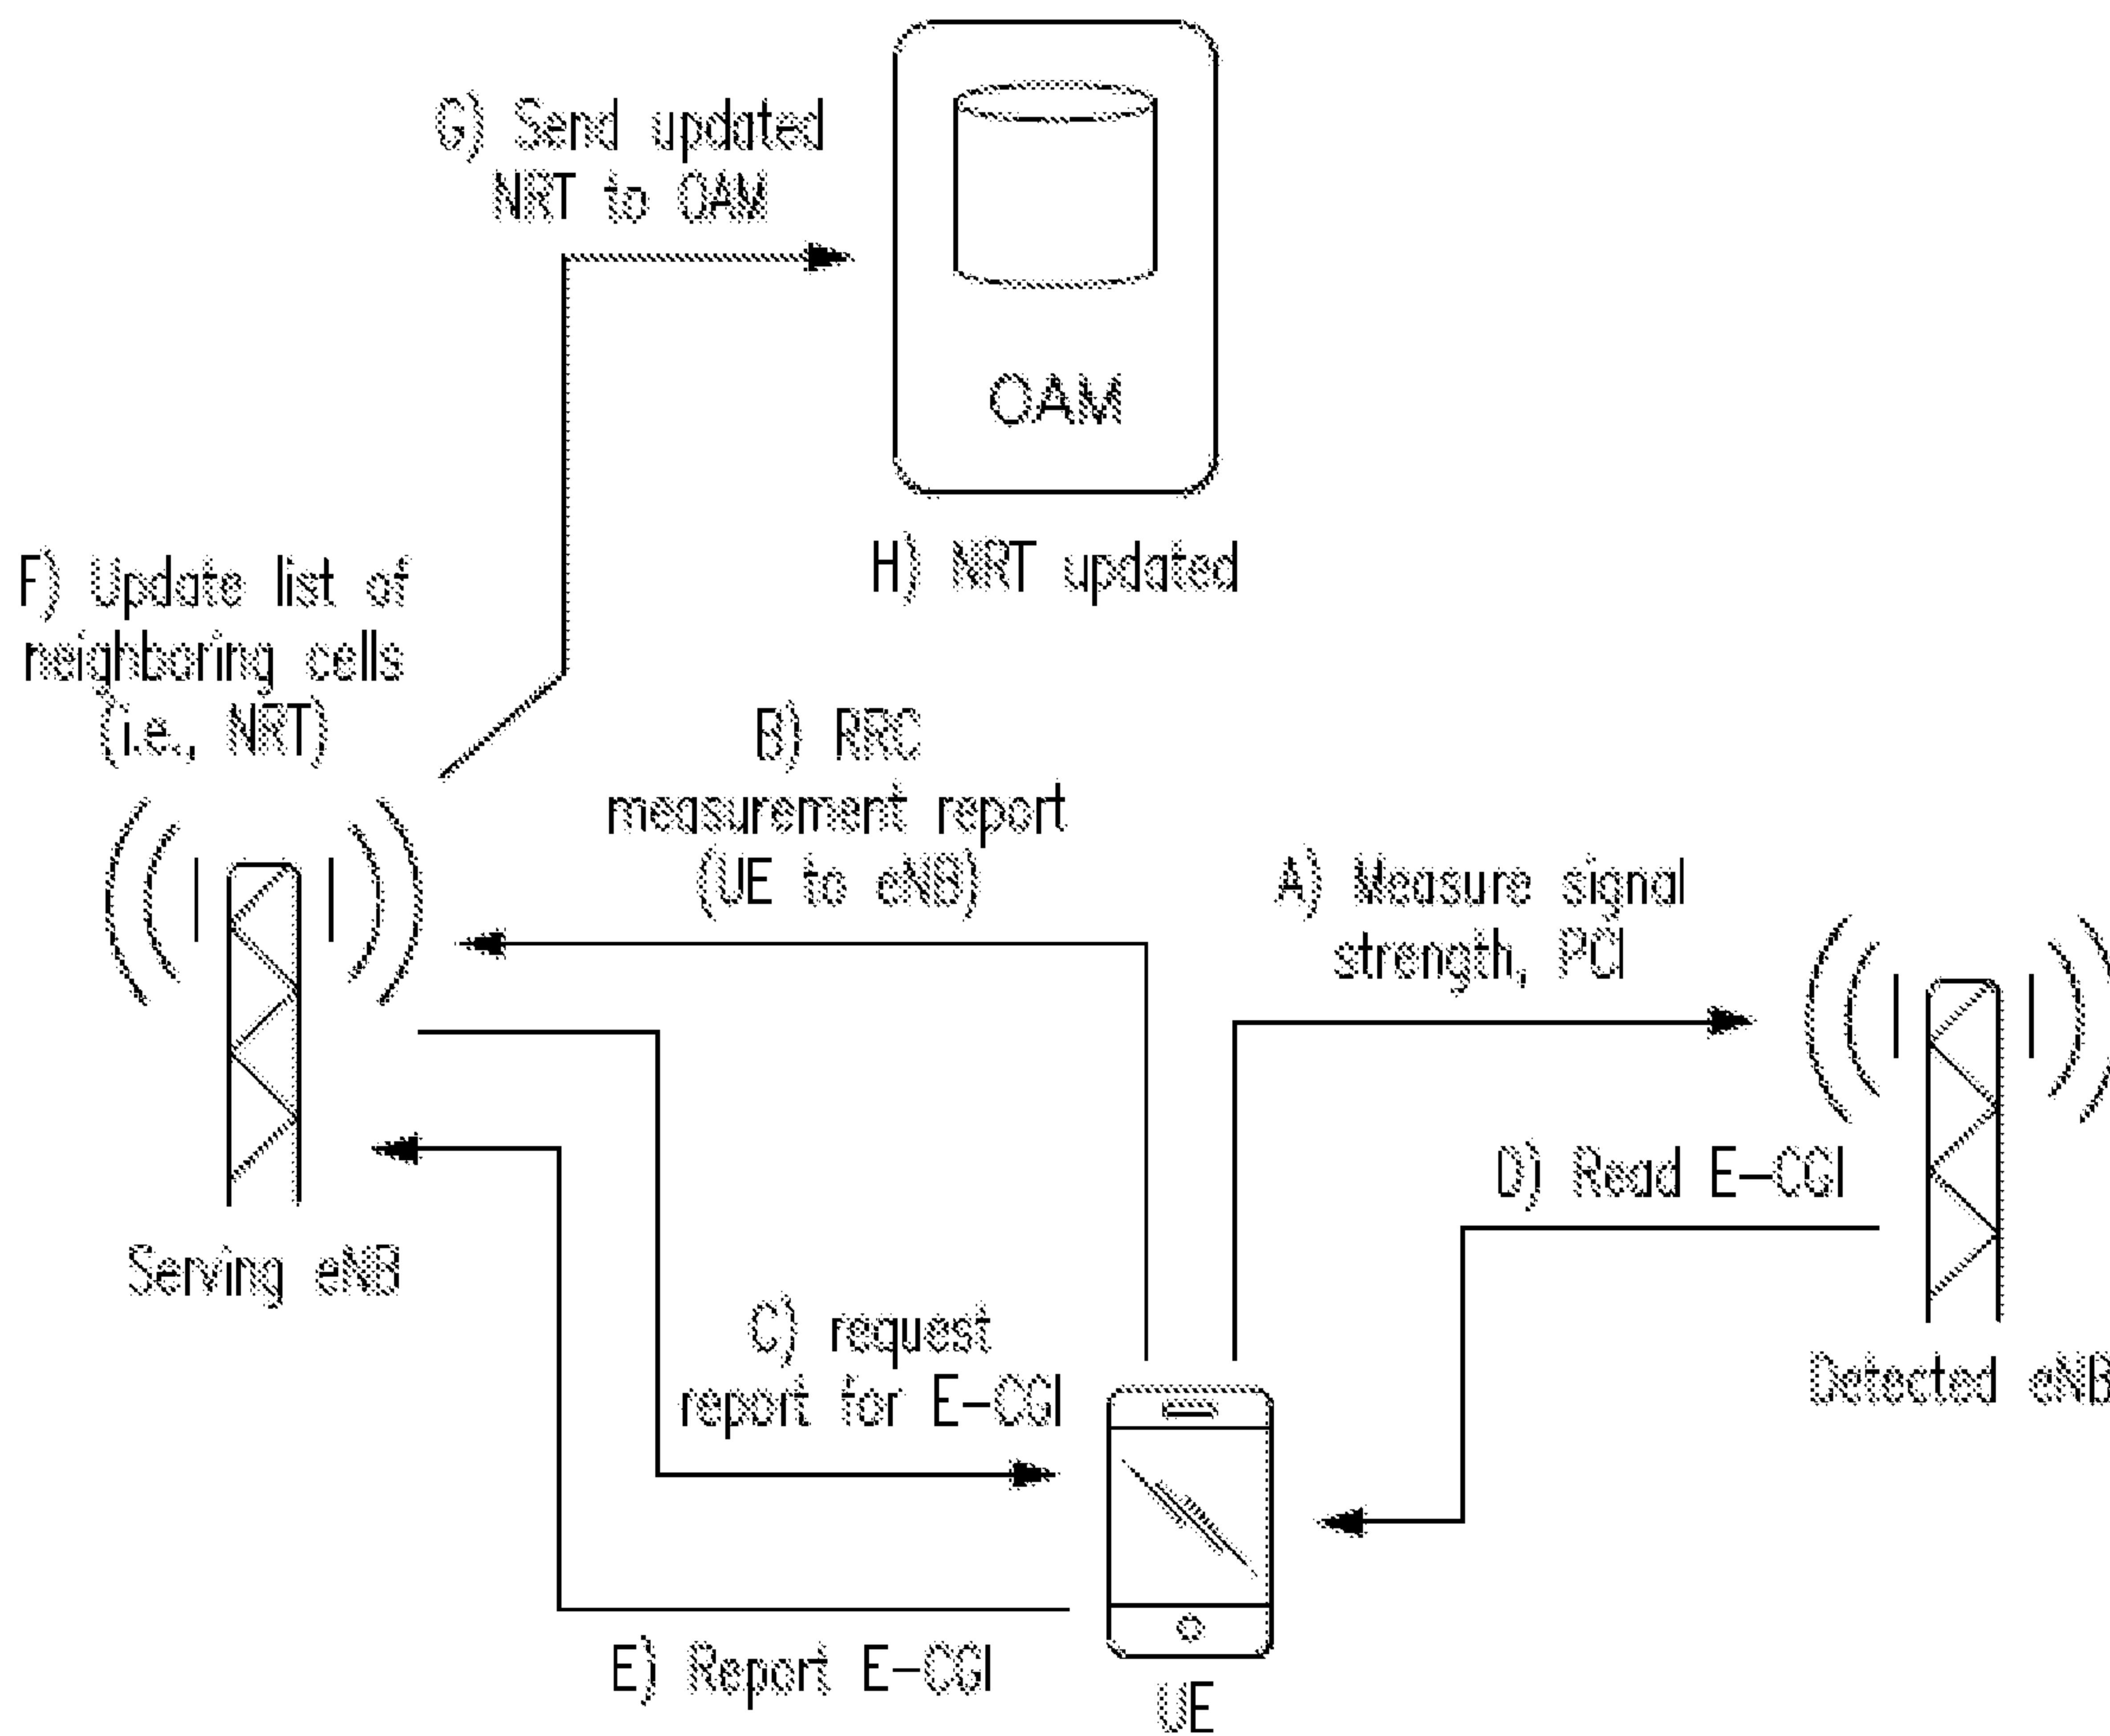 G) Send updated
NRT to OAM
OAM
H) NRT updated
F) Update list of
neighboring cells
(i.e., NRT)
B) RRC
measurement report
(UE to eNB)
A) Measure signal
strength, PCI
D) Read E-CGI
Serving eNB
C) request
report for E-CGI
Detected eNB
E) Report E-CGI
UE